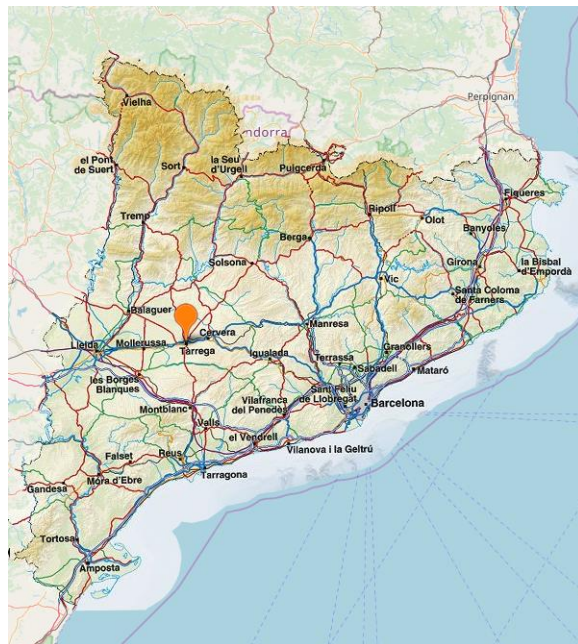 Vielha
Perpignan
ndorra
el Pont
de Suert
Sort
la Seu
d'Urgell
Puigcerdà
Figueres
Tremp
Ripoll
Olot
Banyoles
Berga
Solsona
Girona
la Bisbal
d'Empordà
Vic
Santa Coloma
de Farners
Balaguer
Cervera
Manresa
Lleida
Mollerussa
Tàrrega
Igualada
Terrassa
Granollers
Sabadell
Mataró
les Borges
Blanques
Sant Feliu
de Llobregat
Vilafranca
del Penedès
Barcelona
Montblanc
Valls
el Vendrell
Vilanova i la Geltrú
Falset
Reus
Gandesa
Mora d'Ebre
Tarragona
Tortosa
Amposta